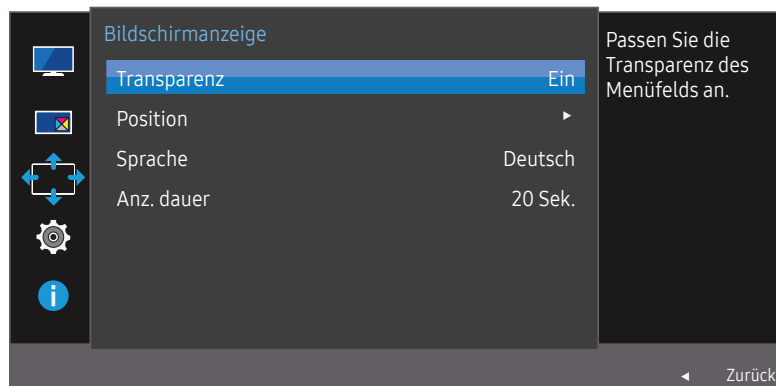 Bildschirmanzeige
Transparenz Ein
Position ►
Sprache Deutsch
Anz. dauer 20 Sek.
Passen Sie die
Transparenz des
Menüfelds an.
◄ Zurück